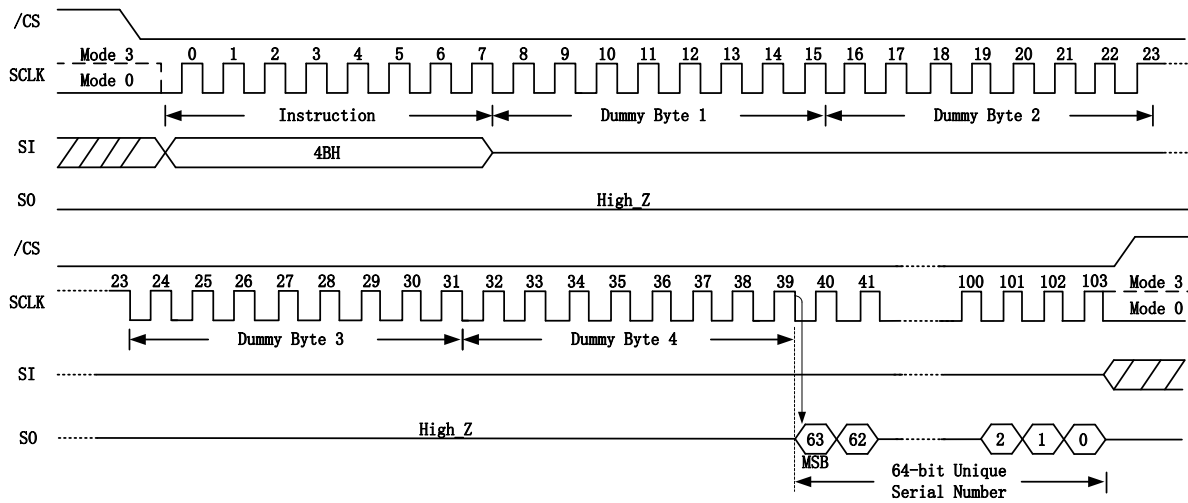 /CS
Mode 3 0 1 2 3 4 5 6 7 8 9 10 11 12 13 14 15 16 17 18 19 20 21 22 23
SCLK
Mode 0
Instruction Dummy Byte 1 Dummy Byte 2
SI 4BH
SO High_Z
/CS
23 24 25 26 27 28 29 30 31 32 33 34 35 36 37 38 39 40 41 100 101 102 103 Mode 3
SCLK
Mode 0
Dummy Byte 3 Dummy Byte 4
SI
SO High_Z 63 62 2 1 0
MSB
64-bit Unique
Serial Number